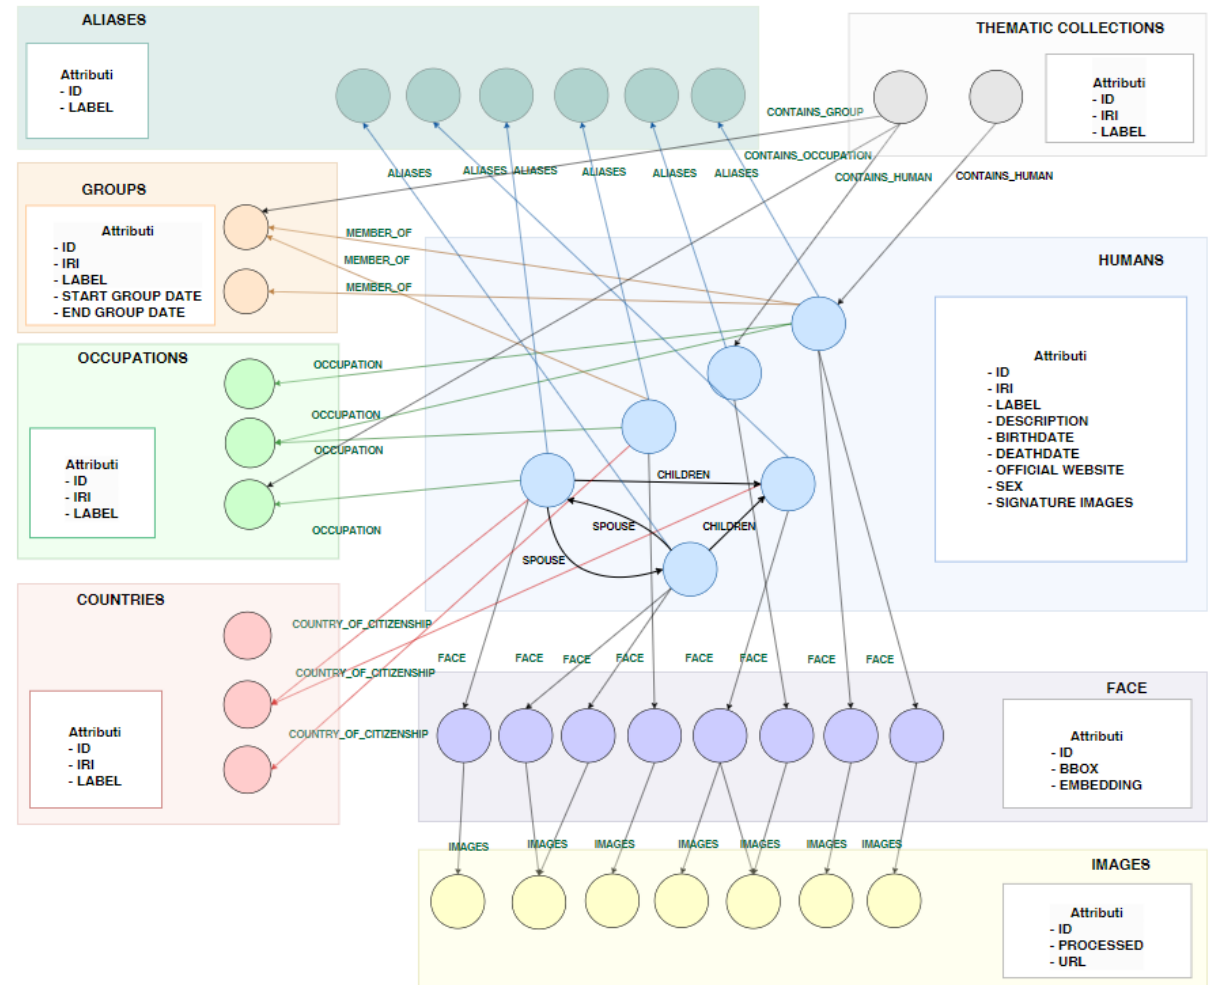 ALIASES
Attributi
- ID
- LABEL
THEMATIC COLLECTIONS
Attributi
- ID
- IRI
- LABEL
CONTAINS_GROUP
CONTAINS_OCCUPATION
CONTAINS_HUMAN
CONTAINS_HUMAN
ALIASES
ALIASES
ALIASES
ALIASES
ALIASES
ALIASES
GROUPS
Attributi
- ID
- IRI
- LABEL
- START GROUP DATE
- END GROUP DATE
MEMBER_OF
MEMBER_OF
MEMBER_OF
HUMANS
Attributi
- ID
- IRI
- LABEL
- DESCRIPTION
- BIRTHDATE
- DEATHDATE
- OFFICIAL WEBSITE
- SEX
- SIGNATURE IMAGES
OCCUPATIONS
Attributi
- ID
- IRI
- LABEL
OCCUPATION
OCCUPATION
OCCUPATION
OCCUPATION
CHILDREN
SPOUSE
CHILDREN
SPOUSE
COUNTRIES
Attributi
- ID
- IRI
- LABEL
COUNTRY_OF_CITIZENSHIP
COUNTRY_OF_CITIZENSHIP
COUNTRY_OF_CITIZENSHIP
FACE
FACE
FACE
FACE
FACE
FACE
FACE
FACE
FACE
Attributi
- ID
- BBOX
- EMBEDDING
IMAGES
IMAGES
IMAGES
IMAGES
IMAGES
IMAGES
IMAGES
IMAGES
Attributi
- ID
- PROCESSED
- URL